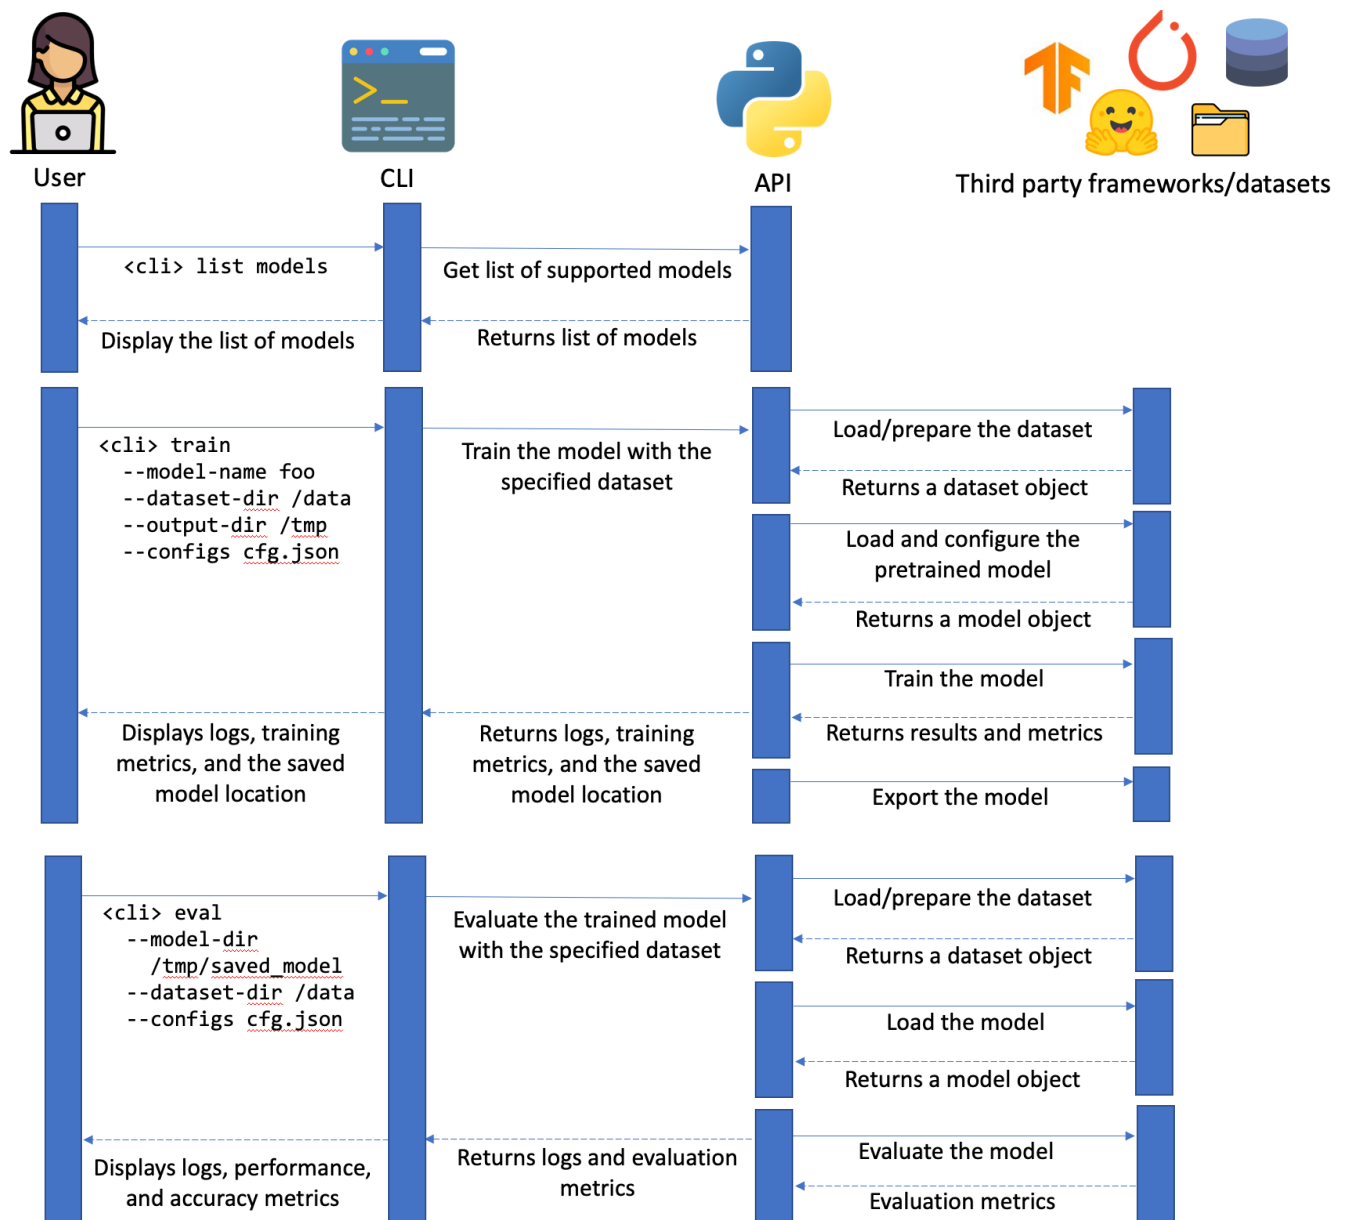 User
CLI
API
Third party frameworks/datasets
<cli> list models
Get list of supported models
Display the list of models
Returns list of models
<cli> train
--model-name foo
--dataset-dir /data
--output-dir /tmp
--configs cfg.json
Train the model with the
specified dataset
Load/prepare the dataset
Returns a dataset object
Load and configure the
pretrained model
Returns a model object
Train the model
Returns results and metrics
Displays logs, training
metrics, and the saved
model location
Returns logs, training
metrics, and the saved
model location
Export the model
<cli> eval
--model-dir
/tmp/saved_model
--dataset-dir /data
--configs cfg.json
Evaluate the trained model
with the specified dataset
Load/prepare the dataset
Returns a dataset object
Load the model
Returns a model object
Evaluate the model
Evaluation metrics
Displays logs, performance,
and accuracy metrics
Returns logs and evaluation
metrics